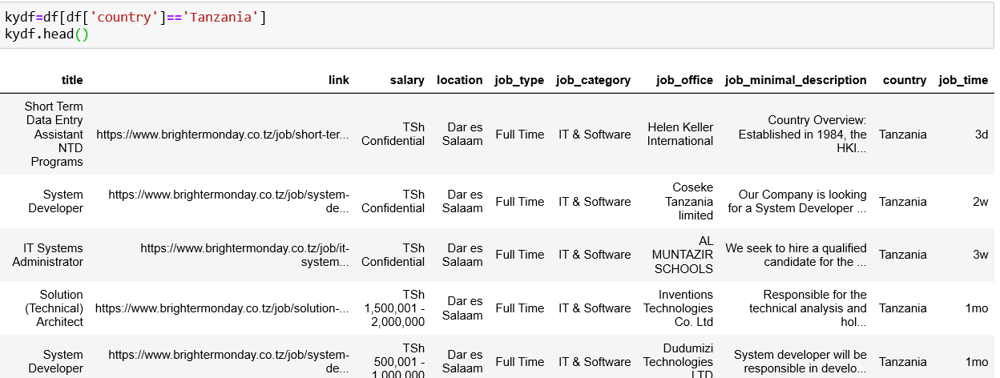 kydf=df[df['country']=='Tanzania']
kydf.head()
title link salary location job_type job_category job_office job_minimal_description country job_time
Short Term Data Entry Assistant NTD Programs https://www.brightermonday.co.tz/job/short-ter... TSh Confidential Dar es Salaam Full Time IT & Software Helen Keller International Country Overview: Established in 1984, the HKI... Tanzania 3d
System Developer https://www.brightermonday.co.tz/job/system-de... TSh Confidential Dar es Salaam Full Time IT & Software Coseke Tanzania limited Our Company is looking for a System Developer ... Tanzania 2w
IT Systems Administrator https://www.brightermonday.co.tz/job/it-system... TSh Confidential Dar es Salaam Full Time IT & Software AL MUNTAZIR SCHOOLS We seek to hire a qualified candidate for the ... Tanzania 3w
Solution (Technical) Architect https://www.brightermonday.co.tz/job/solution-... TSh 1,500,001 - 2,000,000 Dar es Salaam Full Time IT & Software Inventions Technologies Co. Ltd Responsible for the technical analysis and hol... Tanzania 1mo
System Developer https://www.brightermonday.co.tz/job/system-de... TSh 500,001 - 1,000,000 Dar es Salaam Full Time IT & Software Dudumizi Technologies LTD System developer will be responsible in develo... Tanzania 1mo